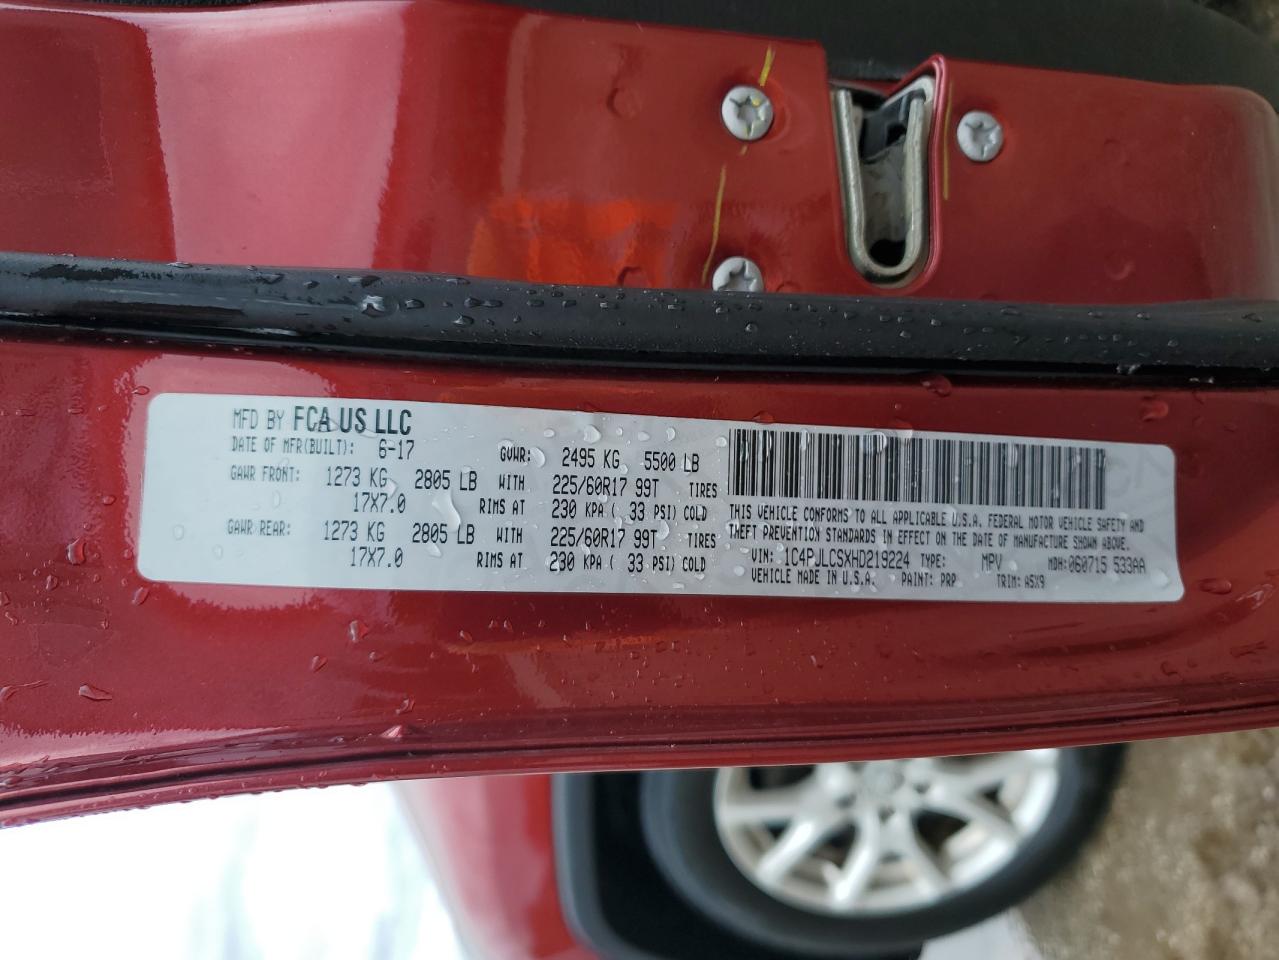 MFD BY FCA US LLC
DATE OF MFR(BUILT): 6-17 GVWR: 2495 KG 5500 LB
GAWR FRONT: 1273 KG 2805 LB WITH 225/60R17 99T TIRES
17X7.0 RIMS AT 230 KPA ( 33 PSI) COLD
GAWR REAR: 1273 KG 2805 LB WITH 225/60R17 99T TIRES
17X7.0 RIMS AT 230 KPA ( 33 PSI) COLD
THIS VEHICLE CONFORMS TO ALL APPLICABLE U.S.A. FEDERAL MOTOR VEHICLE SAFETY AND
THEFT PREVENTION STANDARDS IN EFFECT ON THE DATE OF MANUFACTURE SHOWN ABOVE.
VIN: 1C4PJLCSXHD219224 TYPE: MPV MDH: 060715 533AA
VEHICLE MADE IN U.S.A. PAINT: PRP TRIM: A5X9